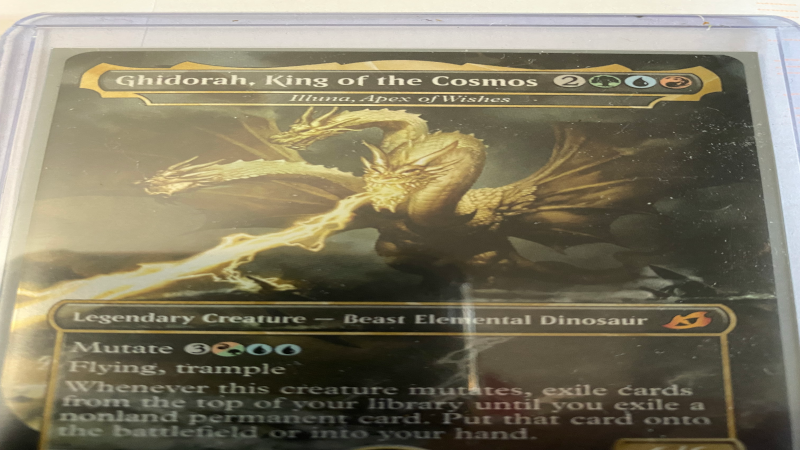 Ghidorah, King of the Cosmos 2
Illuna, Apex of Wishes
Legendary Creature — Beast Elemental Dinosaur
Mutate 3
Flying, trample
Whenever this creature mutates, exile cards
from the top of your library until you exile a
nonland permanent card. Put that card onto
the battlefield or into your hand.